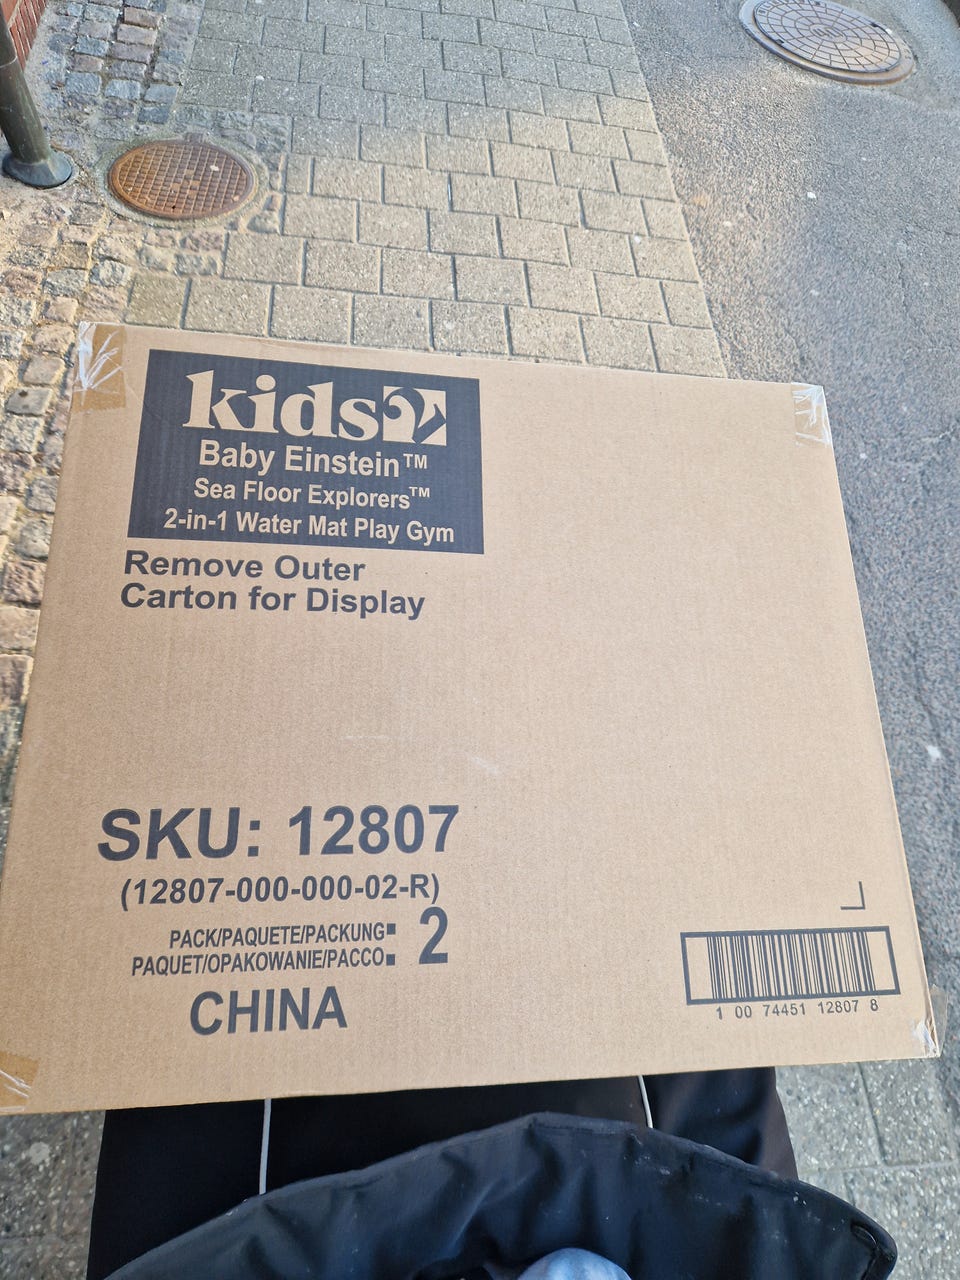 kids2
Baby Einstein™
Sea Floor Explorers™
2-in-1 Water Mat Play Gym
Remove Outer
Carton for Display
SKU: 12807
(12807-000-000-02-R)
PACK/PAQUETE/PACKUNG: 2
PAQUET/OPAKOWANIE/PACCO:
CHINA
1 00 74451 12807 8